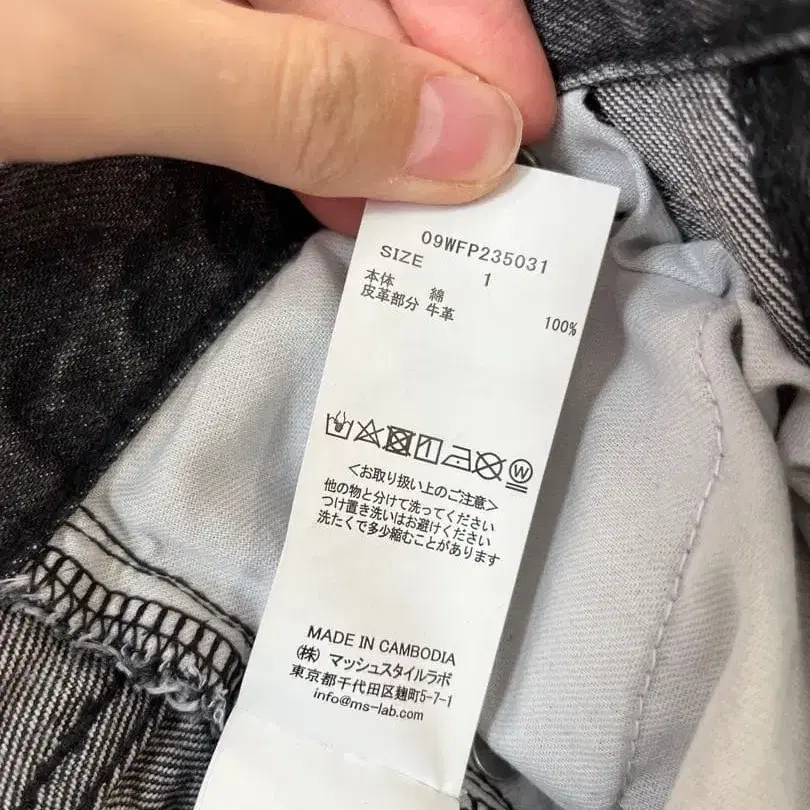 09WFP235031
SIZE 1
本体 綿 100%
皮革部分 牛革
W
<お取り扱い上のご注意>
他の物と分けて洗ってください
つけ置き洗いはお避けください
洗たくで多少縮むことがあります
MADE IN CAMBODIA
(株) マッシュスタイルラボ
東京都千代田区麹町5-7-1
info@ms-lab.com